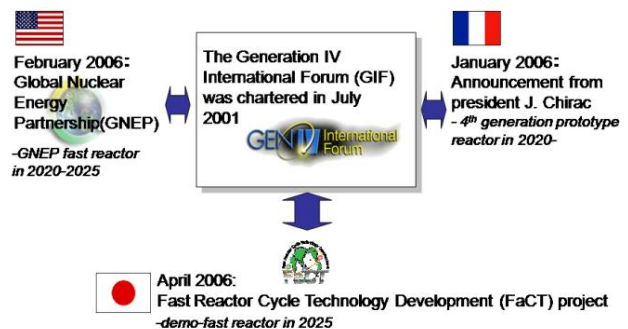 February 2006:
Global Nuclear
Energy
Partnership(GNEP)
-GNEP fast reactor
in 2020-2025
The Generation IV
International Forum (GIF)
was chartered in July
2001
GEN IV International
Forum
January 2006:
Announcement from
president J. Chirac
- 4th generation prototype
reactor in 2020-
FaCT
April 2006:
Fast Reactor Cycle Technology Development (FaCT) project
-demo-fast reactor in 2025